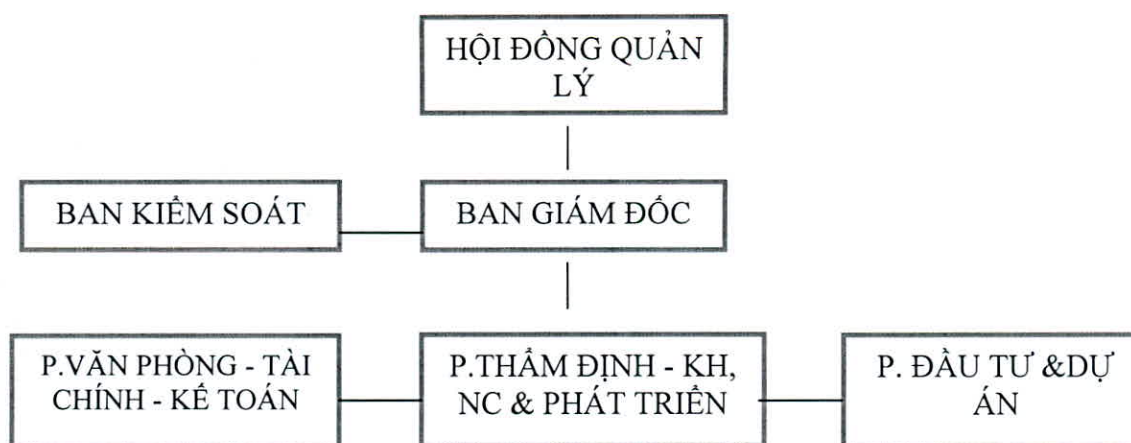 HỘI ĐỒNG QUẢN
LÝ
BAN KIỂM SOÁT
BAN GIÁM ĐỐC
P.VĂN PHÒNG - TÀI
CHÍNH - KẾ TOÁN
P.THẨM ĐỊNH - KH,
NC & PHÁT TRIỂN
P. ĐẦU TƯ &DỰ
ÁN